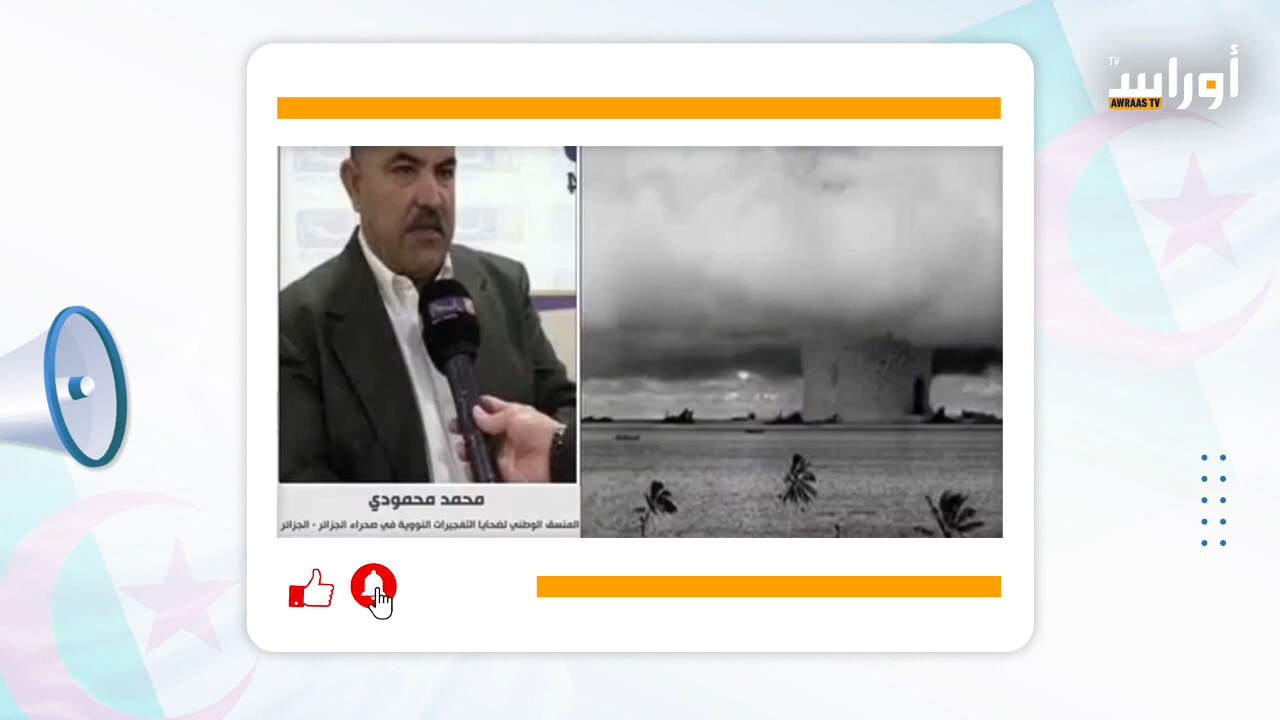 TV
أوراس
AWRAAS TV
محمد محمودي
المنسق الوطني لضحايا التفجيرات النووية في صحراء الجزائر - الجزائر